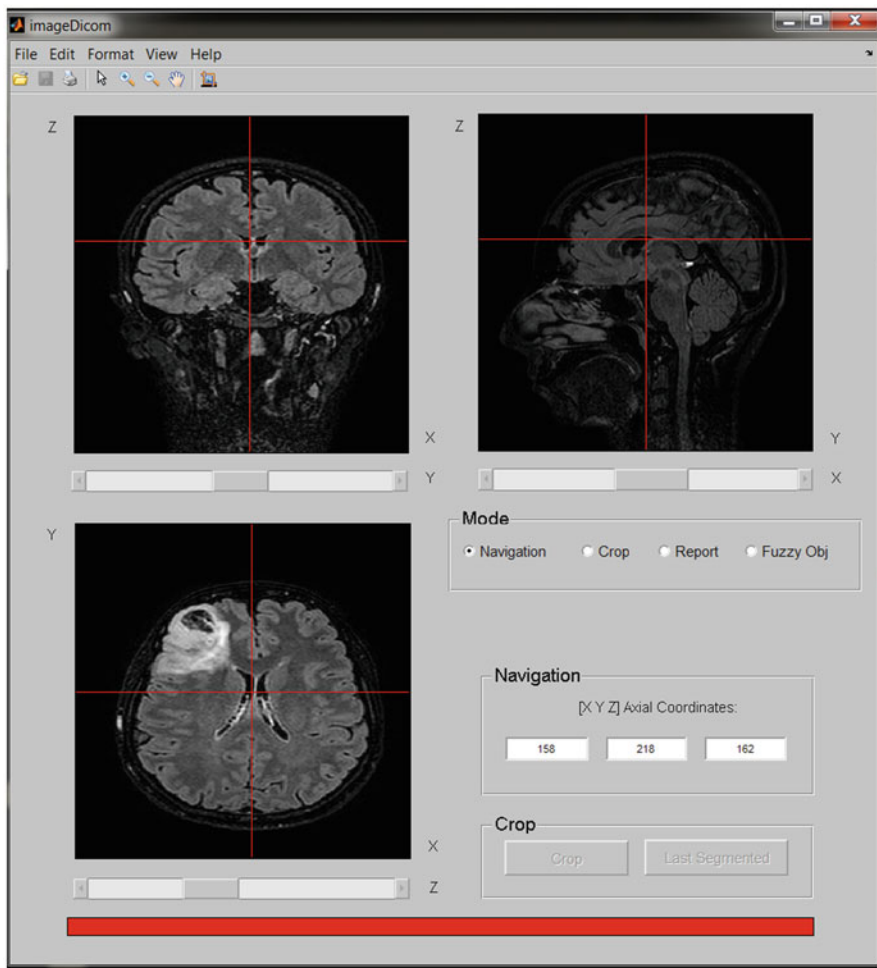 imageDicom
File Edit Format View Help
Z
X
Y
Z
Y
X
Y
X
Z
Mode
Navigation Crop Report Fuzzy Obj
Navigation
[X Y Z] Axial Coordinates:
158 218 162
Crop
Crop Last Segmented